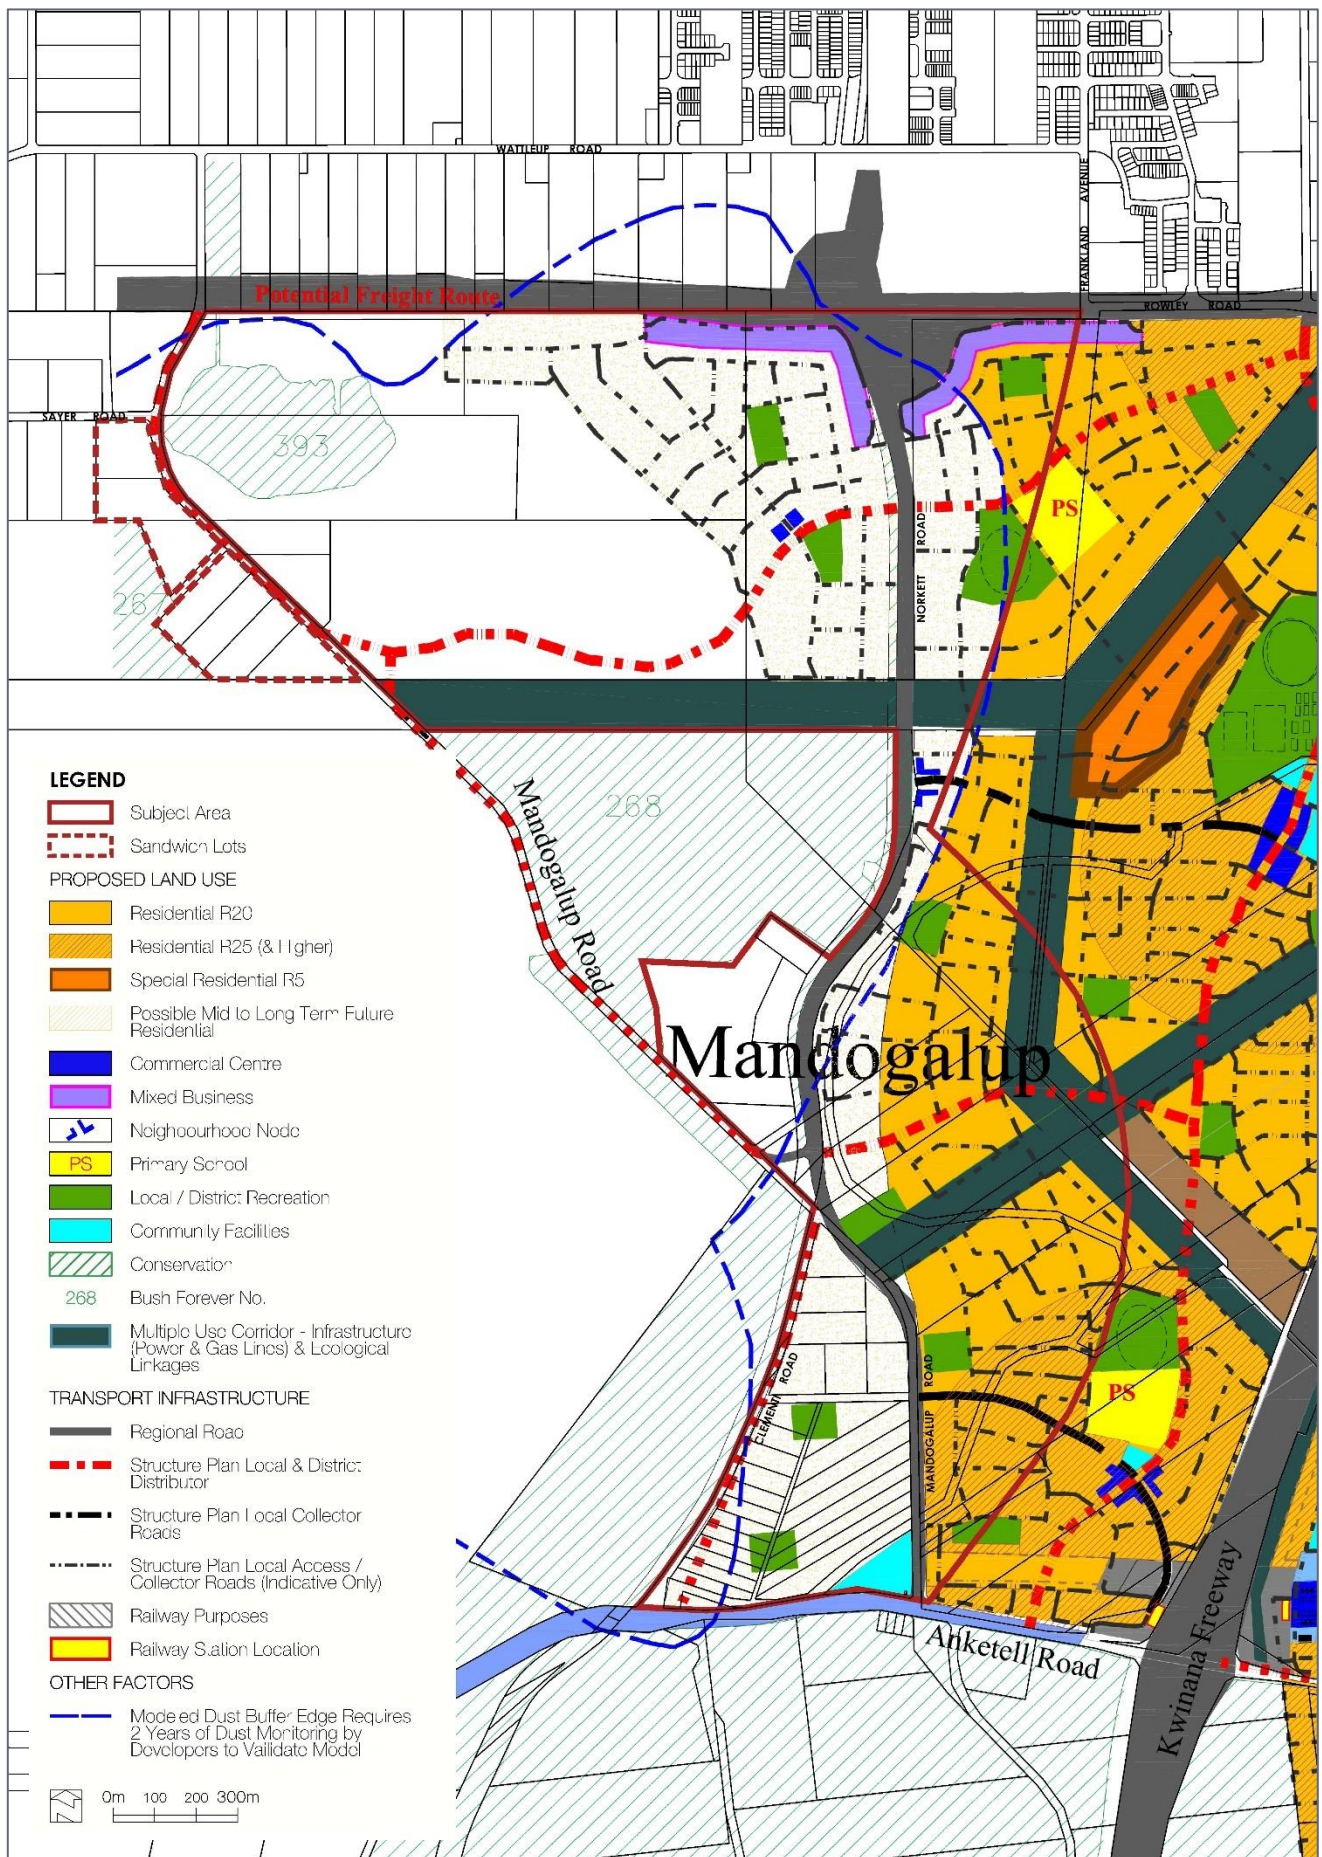 WATTLEUP ROAD
FRANKLAND AVENUE
Potential Freight Route
ROWLEY ROAD
SAYER ROAD
393
PS
267
NORKETT ROAD
268
Mandogalup Road
Mandogalup
CLEMENTI ROAD
MANDOGALUP ROAD
PS
Anketell Road
Kwinana Freeway
LEGEND
Subject Area
Sandwich Lots
PROPOSED LAND USE
Residential R20
Residential R25 (& Higher)
Special Residential R5
Possible Mid to Long Term Future
Residential
Commercial Centre
Mixed Business
Neighbourhood Node
PS Primary School
Local / District Recreation
Community Facilities
Conservation
268 Bush Forever No.
Multiple Use Corridor - Infrastructure
(Power & Gas Lines) & Ecological
Linkages
TRANSPORT INFRASTRUCTURE
Regional Road
Structure Plan Local & District
Distributor
Structure Plan Local Collector
Roads
Structure Plan Local Access /
Collector Roads (Indicative Only)
Railway Purposes
Railway Station Location
OTHER FACTORS
Modeled Dust Buffer Edge Requires
2 Years of Dust Monitoring by
Developers to Vailidate Model
N
0m 100 200 300m